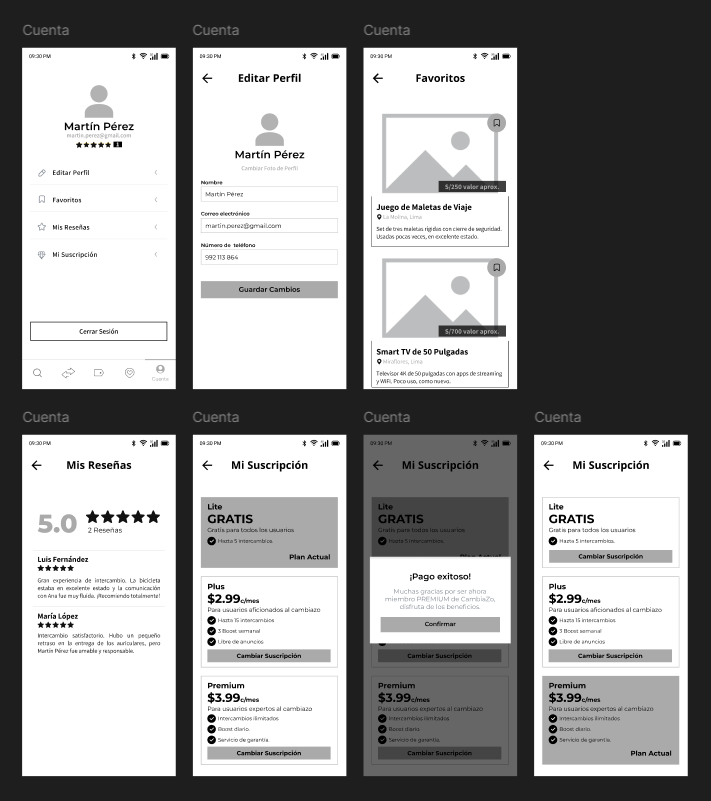 Cuenta
09:30 PM
Martín Pérez
martin.perez@gmail.com
Editar Perfil
Favoritos
Mis Reseñas
Mi Suscripción
Cerrar Sesión
Cuenta
Cuenta
09:30 PM
Editar Perfil
Martín Pérez
Cambiar Foto de Perfil
Nombre
Martín Pérez
Correo electrónico
martin.perez@gmail.com
Número de teléfono
992 113 864
Guardar Cambios
Cuenta
09:30 PM
Favoritos
S/250 valor aprox.
Juego de Maletas de Viaje
La Molina, Lima
Set de tres maletas rígidas con cierre de seguridad.
Usadas pocas veces, en excelente estado.
S/700 valor aprox.
Smart TV de 50 Pulgadas
Miraflores, Lima
Televisor 4K de 50 pulgadas con apps de streaming
y WiFi. Poco uso, como nuevo.
Cuenta
09:30 PM
Mis Reseñas
5.0
2 Reseñas
Luis Fernández
Gran experiencia de intercambio. La bicicleta
estaba en excelente estado y la comunicación
con Ana fue muy fluida. ¡Recomiendo totalmente!
María López
Intercambio satisfactorio. Hubo un pequeño
retraso en la entrega de los auriculares, pero
Martín Pérez fue amable y responsable.
Cuenta
09:30 PM
Mi Suscripción
Lite
GRATIS
Gratis para todos los usuarios
Hazta 5 intercambios.
Plan Actual
Plus
$2.99c/mes
Para usuarios aficionados al cambiazo
Hazta 15 intercambios
3 Boost semanal
Libre de anuncios
Cambiar Suscripción
Premium
$3.99c/mes
Para usuarios expertos al cambiazo
Intercambios ilimitados
Boost diario.
Servicio de garantía.
Cambiar Suscripción
Cuenta
09:30 PM
Mi Suscripción
Lite
GRATIS
Gratis para todos los usuarios
Hazta 5 intercambios.
Plan Actual
¡Pago exitoso!
Muchas gracias por ser ahora
miembro PREMIUM de CambiaZo,
disfruta de los beneficios.
Confirmar
Cambiar Suscripción
Premium
$3.99c/mes
Para usuarios expertos al cambiazo
Intercambios ilimitados
Boost diario.
Servicio de garantía.
Cambiar Suscripción
Cuenta
09:30 PM
Mi Suscripción
Lite
GRATIS
Gratis para todos los usuarios
Hazta 5 intercambios.
Cambiar Suscripción
Plus
$2.99c/mes
Para usuarios aficionados al cambiazo
Hazta 15 intercambios
3 Boost semanal
Libre de anuncios
Cambiar Suscripción
Premium
$3.99c/mes
Para usuarios expertos al cambiazo
Intercambios ilimitados
Boost diario.
Servicio de garantía.
Plan Actual